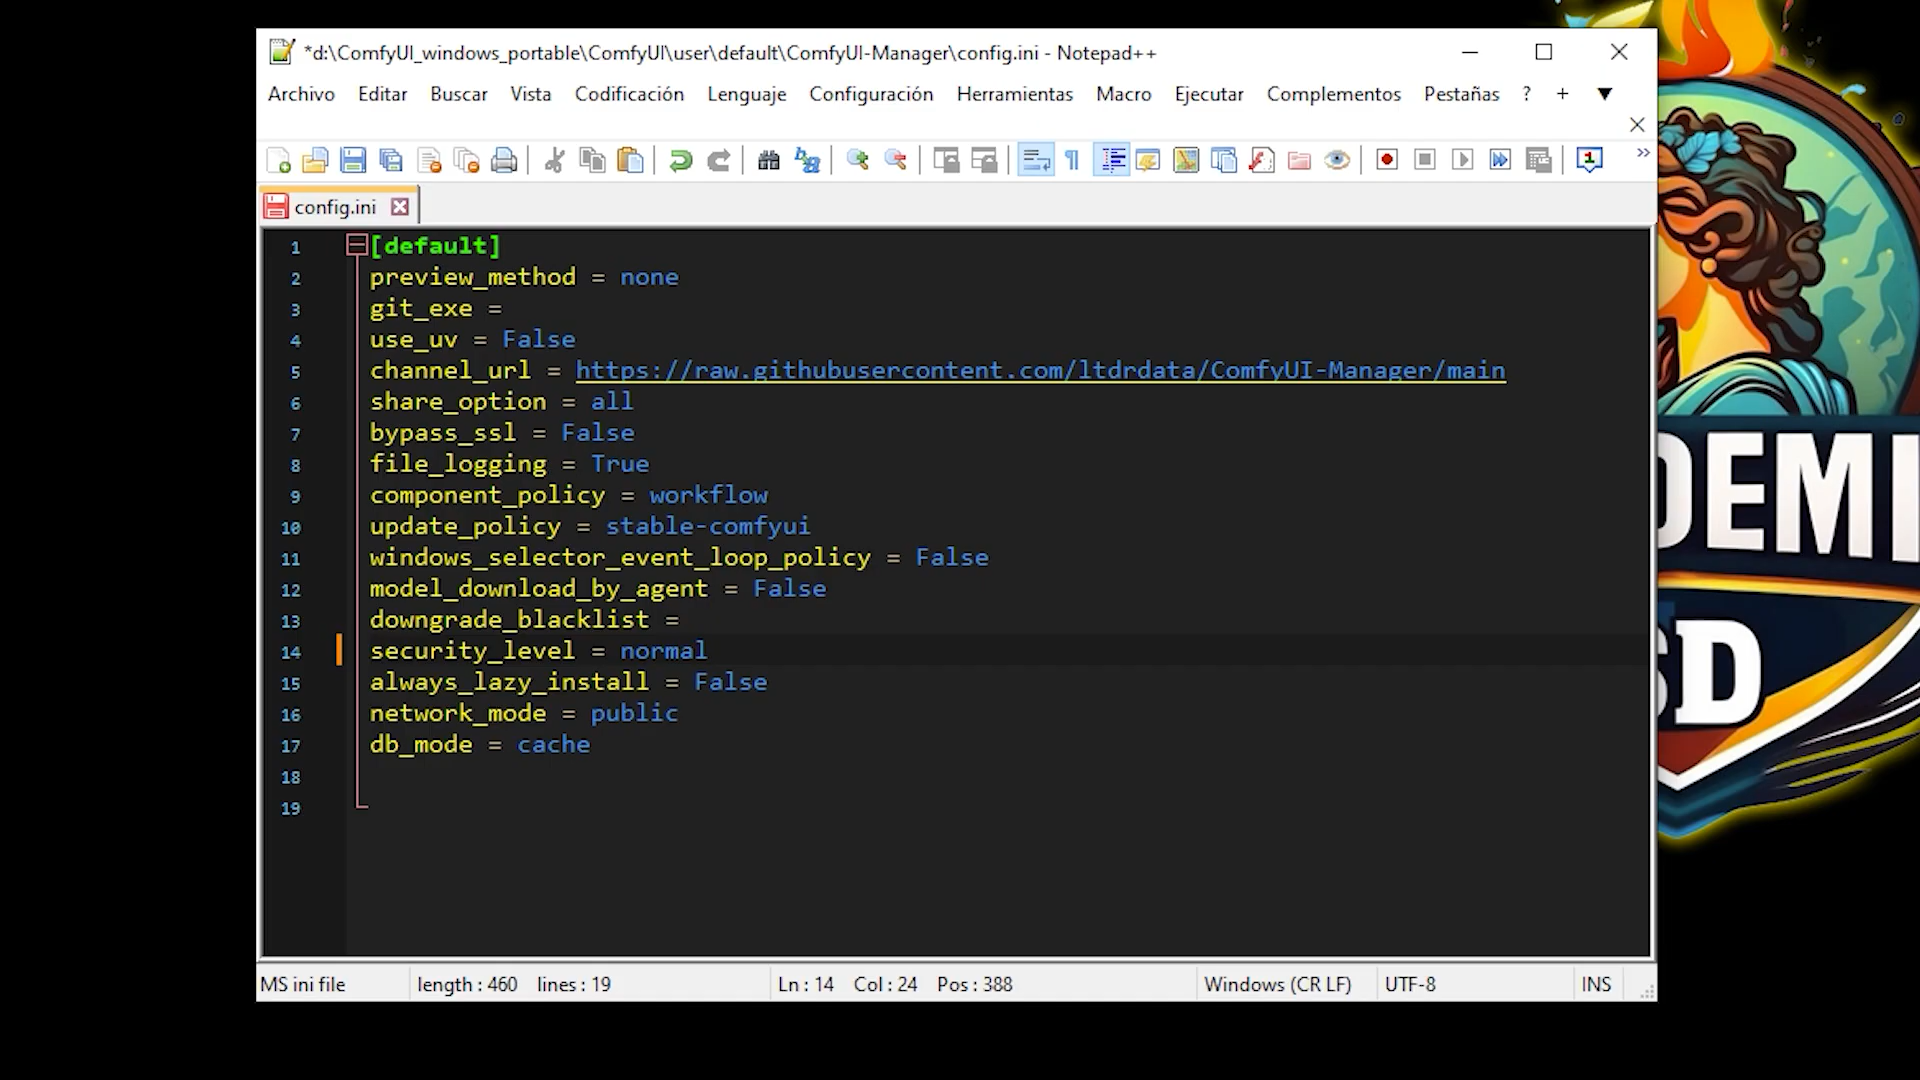 *d:\ComfyUI_windows_portable\ComfyUI\user\default\ComfyUI-Manager\config.ini - Notepad++
Archivo Editar Buscar Vista Codificación Lenguaje Configuración Herramientas Macro Ejecutar Complementos Pestañas ? +
config.ini
1 [default]
2 preview_method = none
3 git_exe =
4 use_uv = False
5 channel_url = https://raw.githubusercontent.com/ltdrdata/ComfyUI-Manager/main
6 share_option = all
7 bypass_ssl = False
8 file_logging = True
9 component_policy = workflow
10 update_policy = stable-comfyui
11 windows_selector_event_loop_policy = False
12 model_download_by_agent = False
13 downgrade_blacklist =
14 security_level = normal
15 always_lazy_install = False
16 network_mode = public
17 db_mode = cache
18
19
MS ini file length : 460 lines : 19 Ln : 14 Col : 24 Pos : 388 Windows (CR LF) UTF-8 INS
DEMI
SD